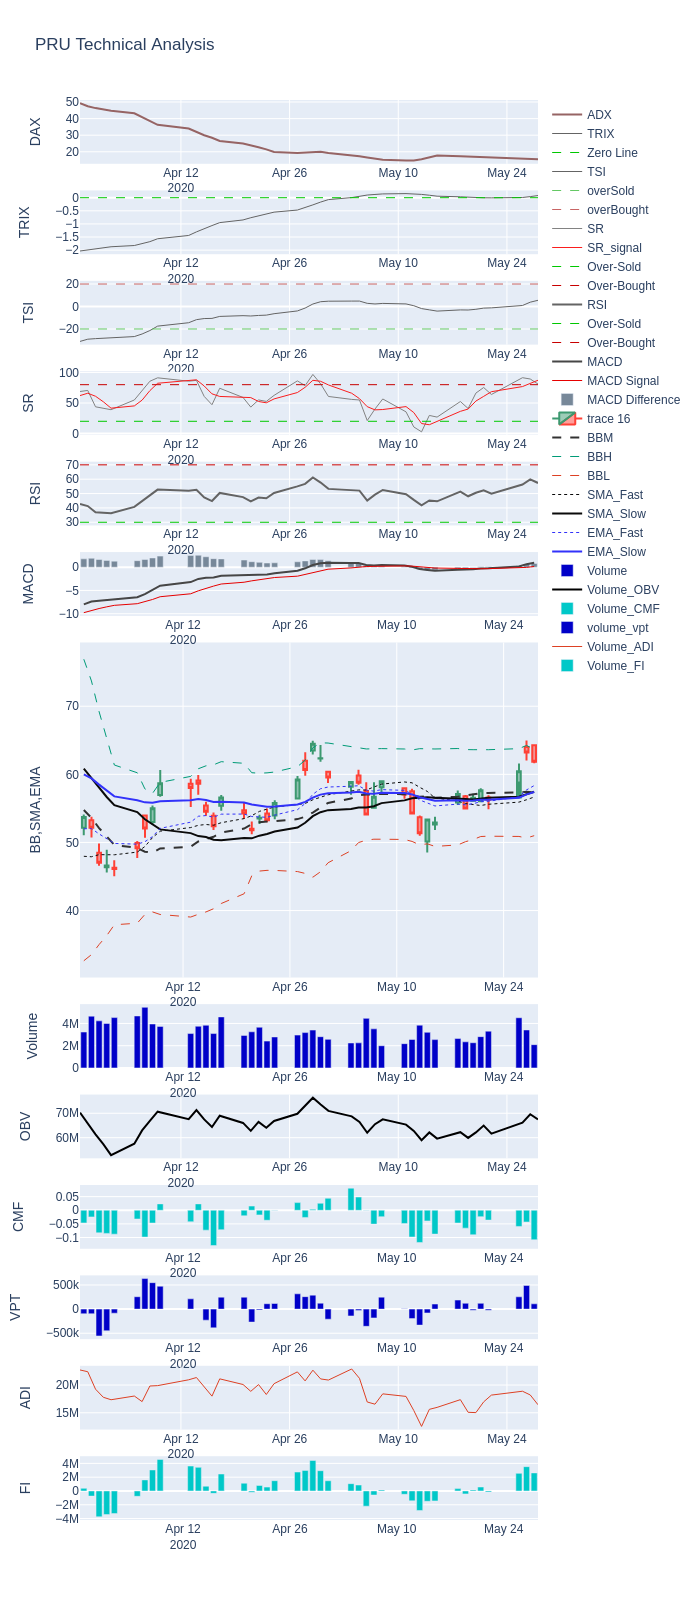 PRU Technical Analysis
DAX
50
40
30
20
Apr 12
2020
Apr 26
May 10
May 24
TRIX
0
−0.5
−1
−1.5
−2
Apr 12
2020
Apr 26
May 10
May 24
TSI
20
0
−20
Apr 12
2020
Apr 26
May 10
May 24
SR
100
50
0
Apr 12
2020
Apr 26
May 10
May 24
RSI
70
60
50
40
30
Apr 12
2020
Apr 26
May 10
May 24
MACD
0
−5
−10
Apr 12
2020
Apr 26
May 10
May 24
BB,SMA,EMA
70
60
50
40
Apr 12
2020
Apr 26
May 10
May 24
Volume
4M
2M
0
Apr 12
2020
Apr 26
May 10
May 24
OBV
70M
60M
Apr 12
2020
Apr 26
May 10
May 24
CMF
0.05
0
−0.05
−0.1
Apr 12
2020
Apr 26
May 10
May 24
VPT
500k
0
−500k
Apr 12
2020
Apr 26
May 10
May 24
ADI
20M
15M
Apr 12
2020
Apr 26
May 10
May 24
FI
4M
2M
0
−2M
−4M
Apr 12
2020
Apr 26
May 10
May 24
ADX
TRIX
Zero Line
TSI
overSold
overBought
SR
SR_signal
Over-Sold
Over-Bought
RSI
Over-Sold
Over-Bought
MACD
MACD Signal
MACD Difference
trace 16
BBM
BBH
BBL
SMA_Fast
SMA_Slow
EMA_Fast
EMA_Slow
Volume
Volume_OBV
Volume_CMF
volume_vpt
Volume_ADI
Volume_FI